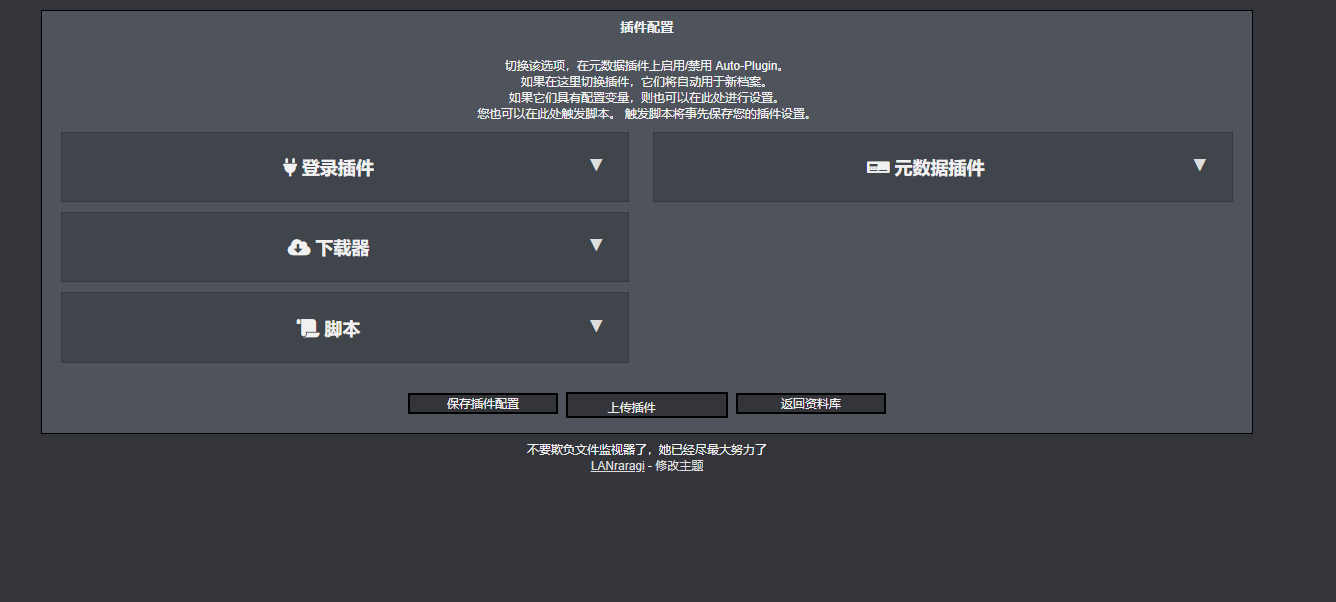 插件配置
切换该选项，在元数据插件上启用/禁用 Auto-Plugin。
如果在这里切换插件，它们将自动用于新档案。
如果它们具有配置变量，则也可以在此处进行设置。
您也可以在此处触发脚本。 触发脚本将事先保存您的插件设置。
登录插件
元数据插件
下载器
脚本
保存插件配置
上传插件
返回资料库
不要欺负文件监视器了，她已经尽最大努力了
LANraragi - 修改主题